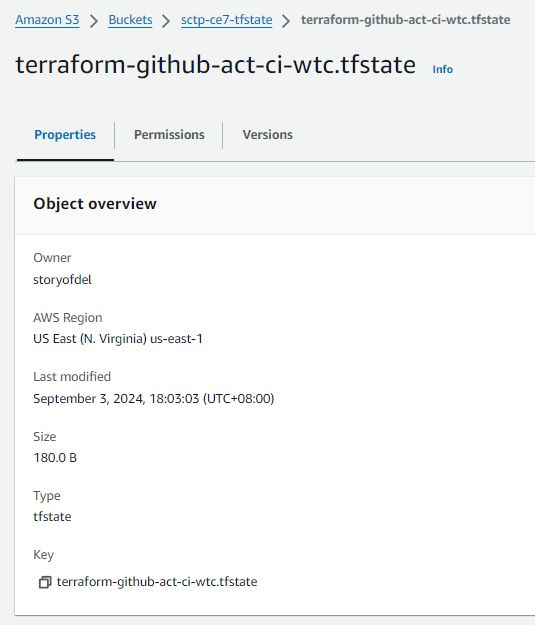 Amazon S3 > Buckets > sctp-ce7-tfstate > terraform-github-act-ci-wtc.tfstate
terraform-github-act-ci-wtc.tfstate Info
Properties Permissions Versions
Object overview
Owner
storyofdel
AWS Region
US East (N. Virginia) us-east-1
Last modified
September 3, 2024, 18:03:03 (UTC+08:00)
Size
180.0 B
Type
tfstate
Key
terraform-github-act-ci-wtc.tfstate